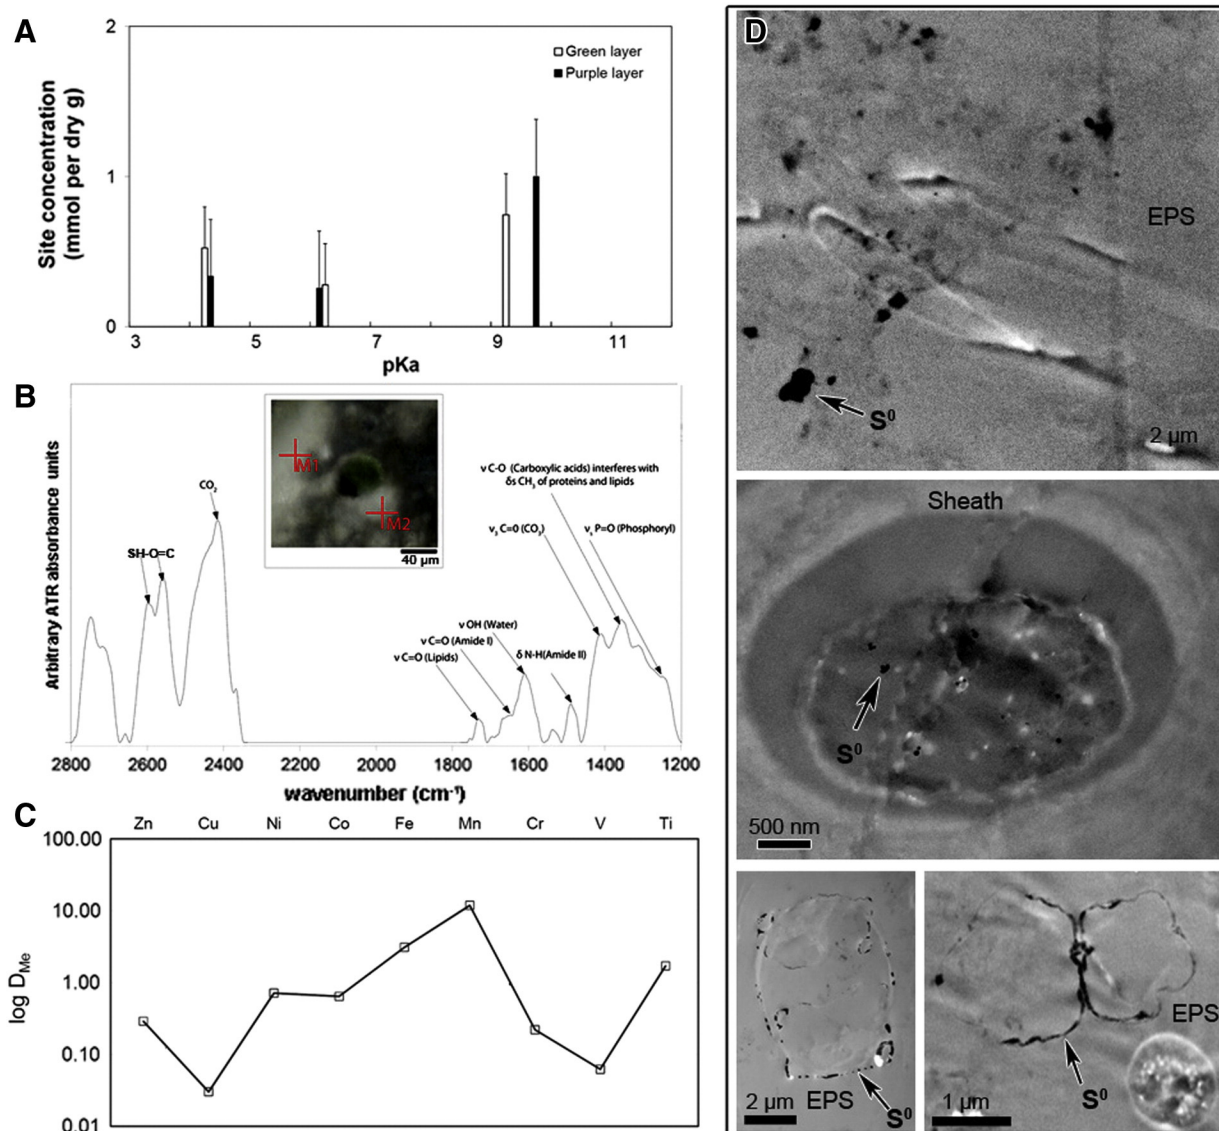 A
2
1
0
Site concentration
(mmol per dry g)
Green layer
Purple layer
3 5 7 9 11
pKa
B
Arbitrary ATR absorbance units
SH-O=C
CO2
M1
M2
40 µm
ν C-O (Carboxylic acids) interferes with
δs CH3 of proteins and lipids
ν3 C=0 (CO3)
νs P=O (Phosphoryl)
ν OH (Water)
ν C=O (Amide I)
ν C=O (Lipids)
δ N-H(Amide II)
2800 2600 2400 2200 2000 1800 1600 1400 1200
wavenumber (cm-1)
C
Zn Cu Ni Co Fe Mn Cr V Ti
100.00
10.00
1.00
0.10
0.01
log DMe
D
EPS
S0
2 µm
Sheath
S0
500 nm
2 µm
EPS
S0
EPS
S0
1 µm